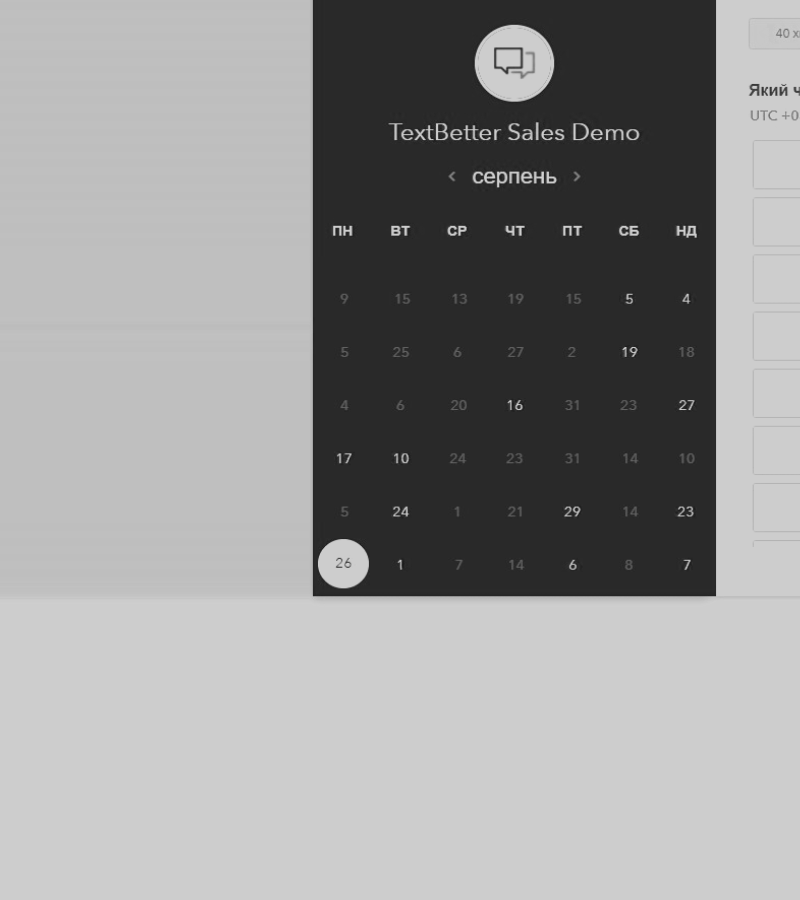 40
TextBetter Sales Demo
Який
UTC +0
‹ серпень ›
ПН ВТ СР ЧТ ПТ СБ НД
9 15 13 19 15 5 4
5 25 6 27 2 19 18
4 6 20 16 31 23 27
17 10 24 23 31 14 10
5 24 1 21 29 14 23
26 1 7 14 6 8 7